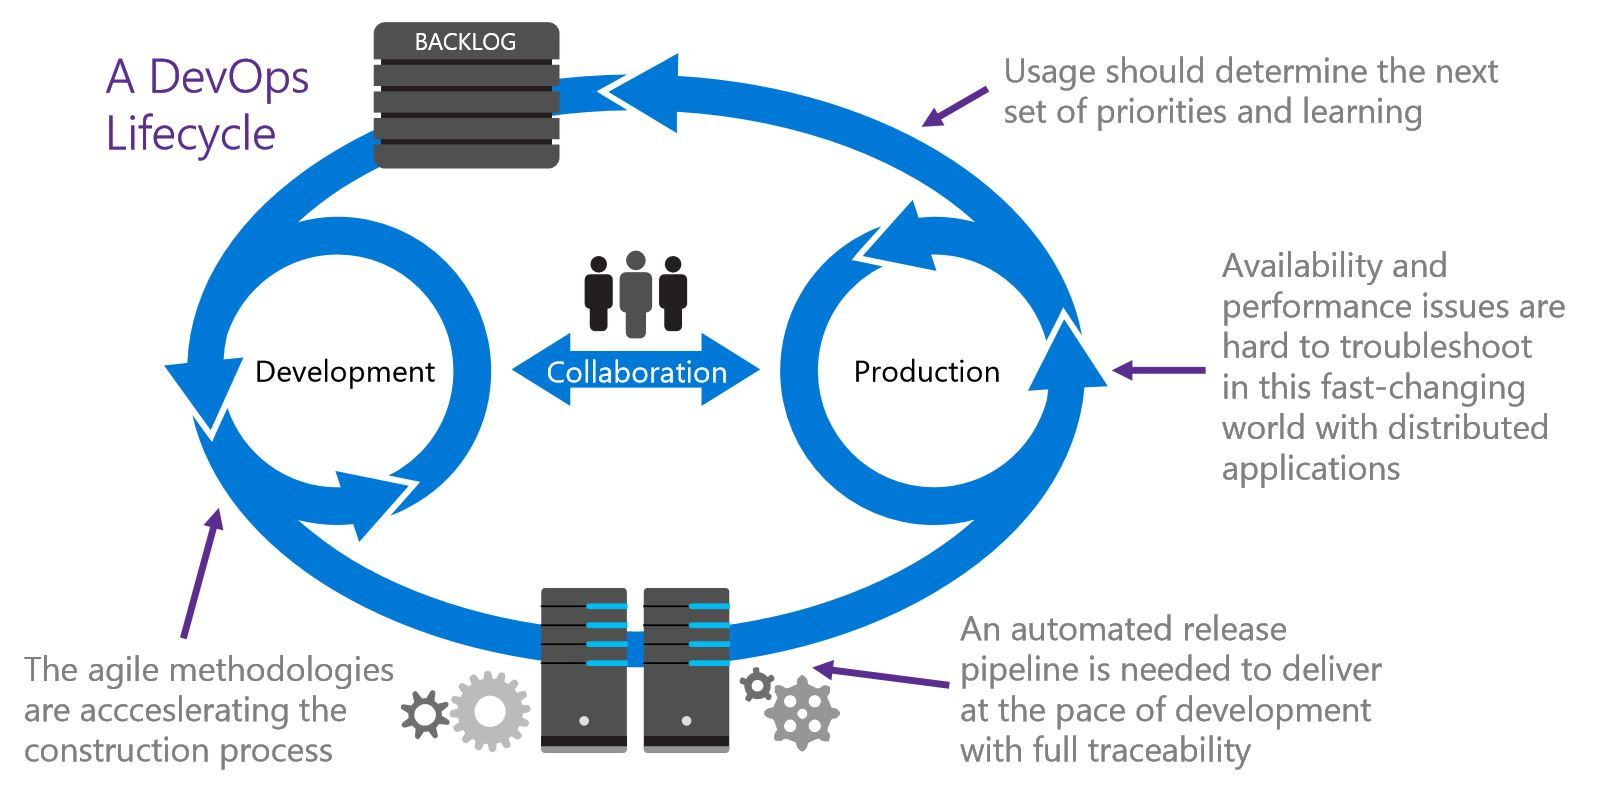 A DevOps
Lifecycle
BACKLOG
Usage should determine the next
set of priorities and learning
Availability and
performance issues are
hard to troubleshoot
in this fast-changing
world with distributed
applications
Development
Collaboration
Production
The agile methodologies
are accceslerating the
construction process
An automated release
pipeline is needed to deliver
at the pace of development
with full traceability